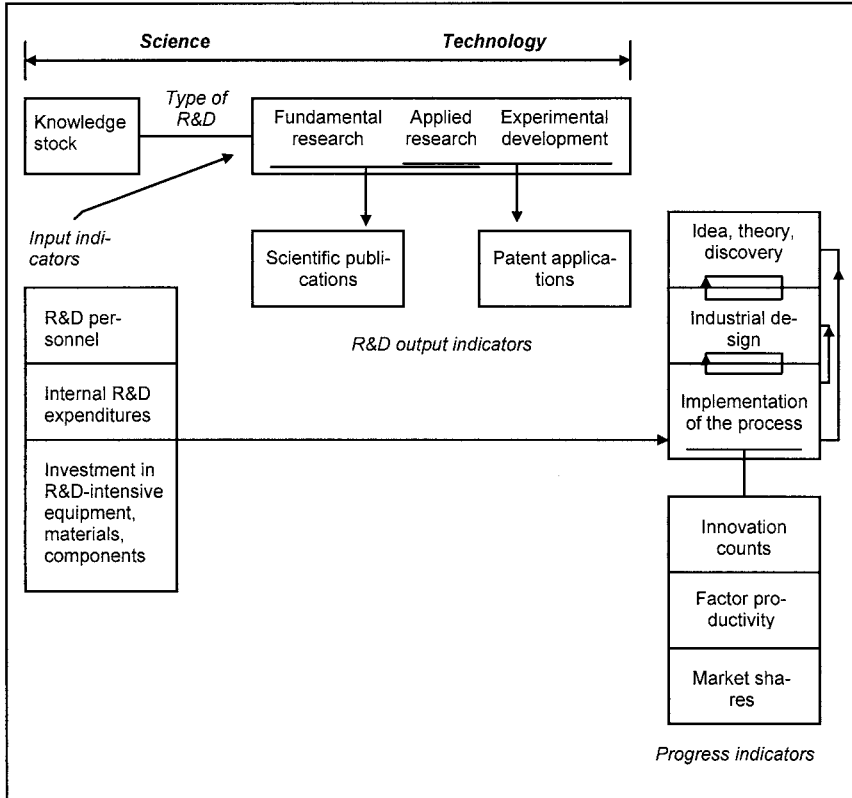 Science
Technology
Knowledge
stock
Type of
R&D
Fundamental
research
Applied
research
Experimental
development
Input indi-
cators
Scientific publi-
cations
Patent applica-
tions
R&D output indicators
R&D per-
sonnel
Internal R&D
expenditures
Investment in
R&D-intensive
equipment,
materials,
components
Idea, theory,
discovery
Industrial de-
sign
Implementation
of the process
Innovation
counts
Factor pro-
ductivity
Market sha-
res
Progress indicators